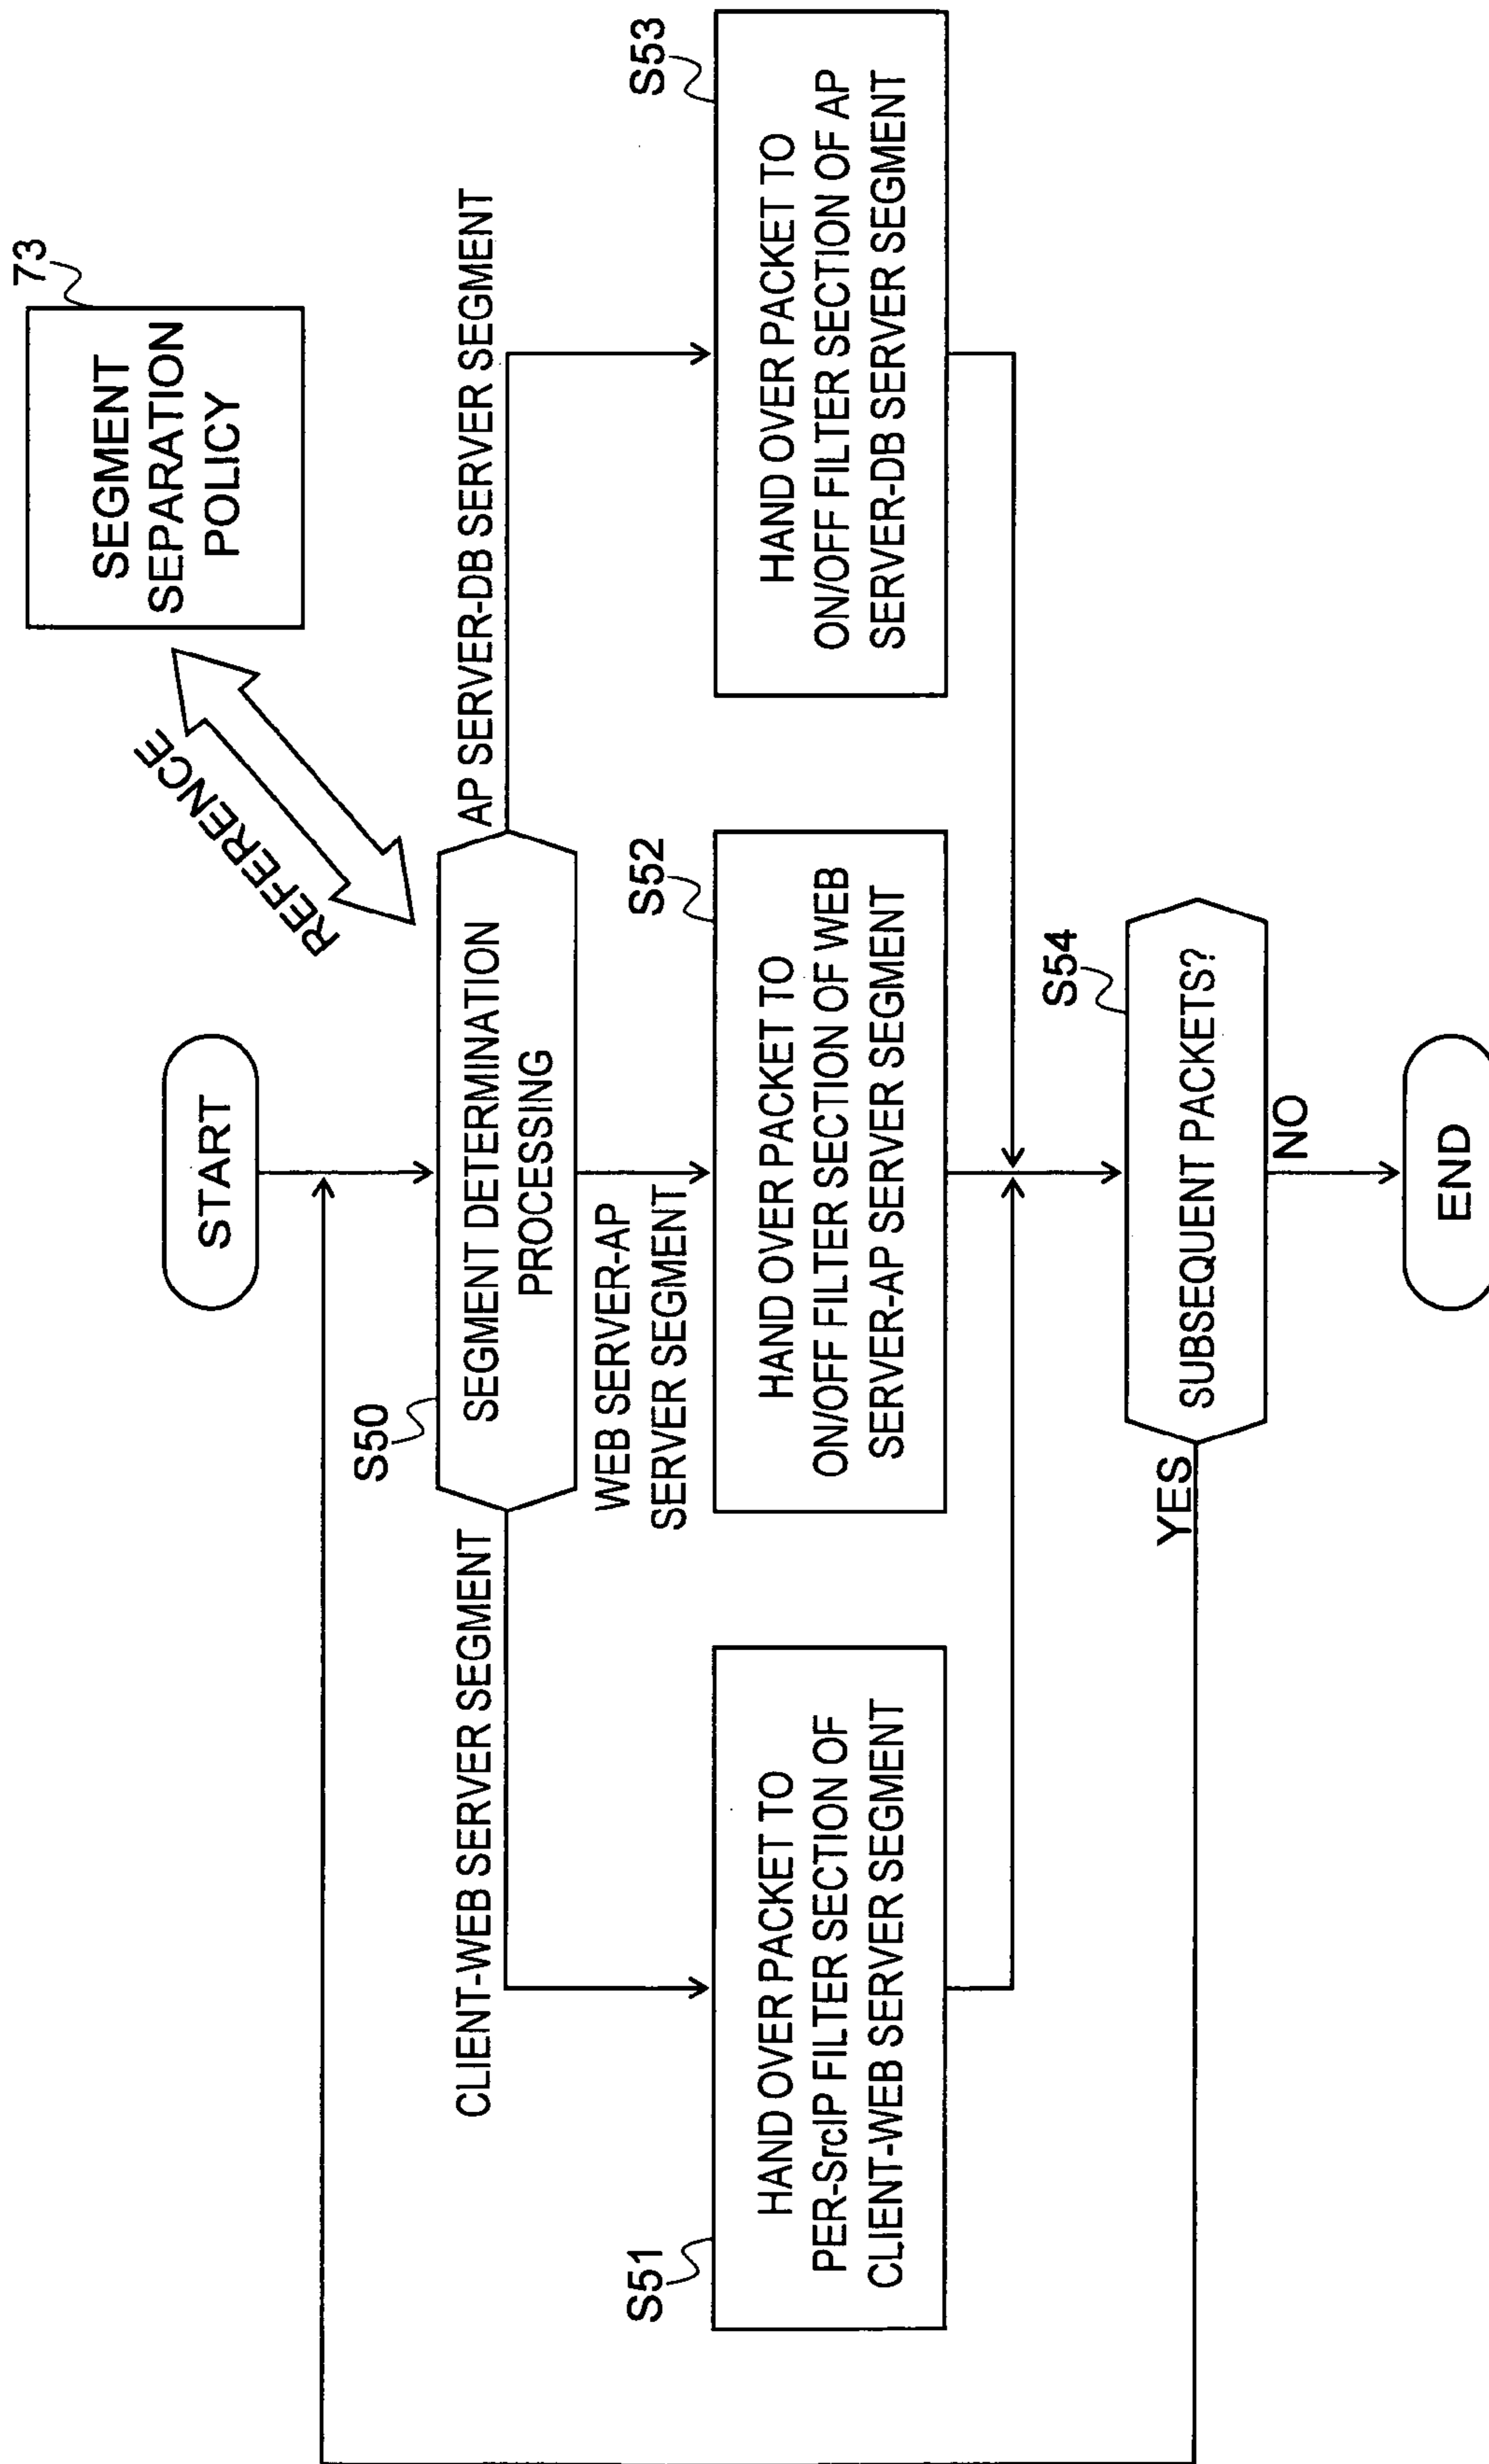 START
73
SEGMENT
SEPARATION
POLICY
REFERENCE
S50
SEGMENT DETERMINATION
PROCESSING
CLIENT-WEB SERVER SEGMENT
WEB SERVER-AP
SERVER SEGMENT
AP SERVER-DB SERVER SEGMENT
S51
HAND OVER PACKET TO
PER-SrcIP FILTER SECTION OF
CLIENT-WEB SERVER SEGMENT
S52
HAND OVER PACKET TO
ON/OFF FILTER SECTION OF WEB
SERVER-AP SERVER SEGMENT
S53
HAND OVER PACKET TO
ON/OFF FILTER SECTION OF AP
SERVER-DB SERVER SEGMENT
S54
SUBSEQUENT PACKETS?
YES
NO
END